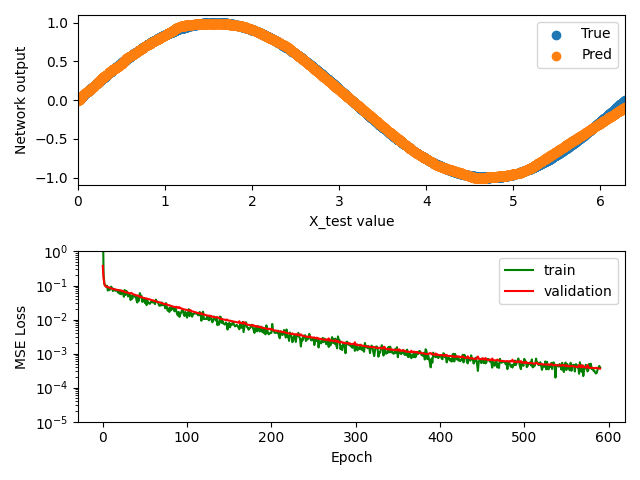 1.0
0.5
0.0
−0.5
−1.0
Network output
True
Pred
0 1 2 3 4 5 6
X_test value
10^0
10^−1
10^−2
10^−3
10^−4
10^−5
MSE Loss
train
validation
0 100 200 300 400 500 600
Epoch